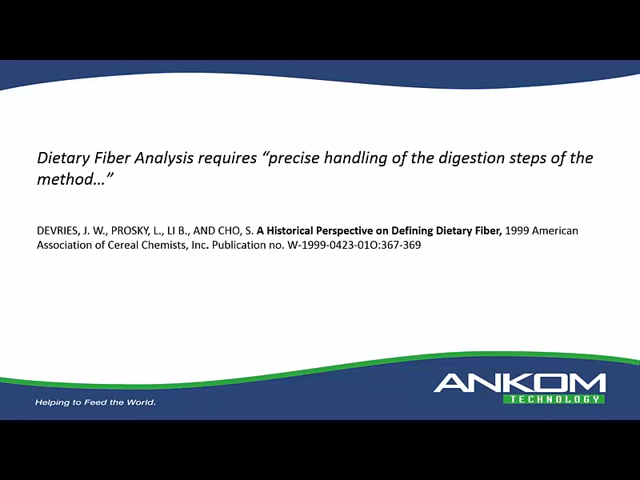 Dietary Fiber Analysis requires “precise handling of the digestion steps of the
method…”
DEVRIES, J. W., PROSKY, L., LI B., AND CHO, S. A Historical Perspective on Defining Dietary Fiber, 1999 American
Association of Cereal Chemists, Inc. Publication no. W-1999-0423-01O:367-369
ANKOM
TECHNOLOGY
Helping to Feed the World.